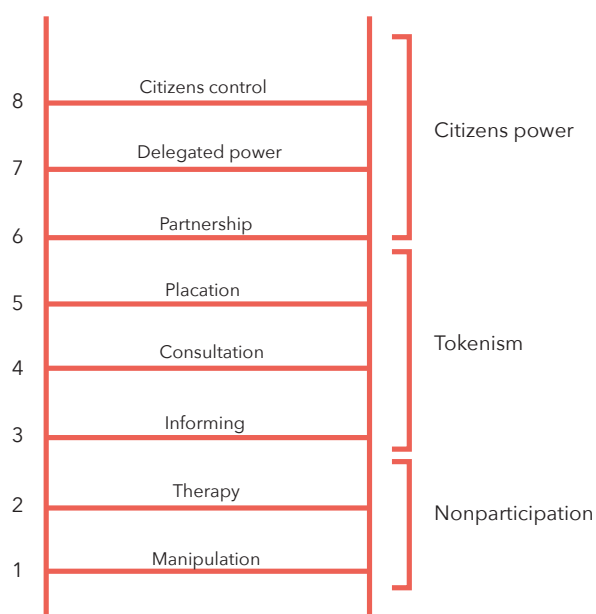 8
Citizens control
Citizens power
7
Delegated power
6
Partnership
5
Placation
Tokenism
4
Consultation
3
Informing
2
Therapy
Nonparticipation
1
Manipulation